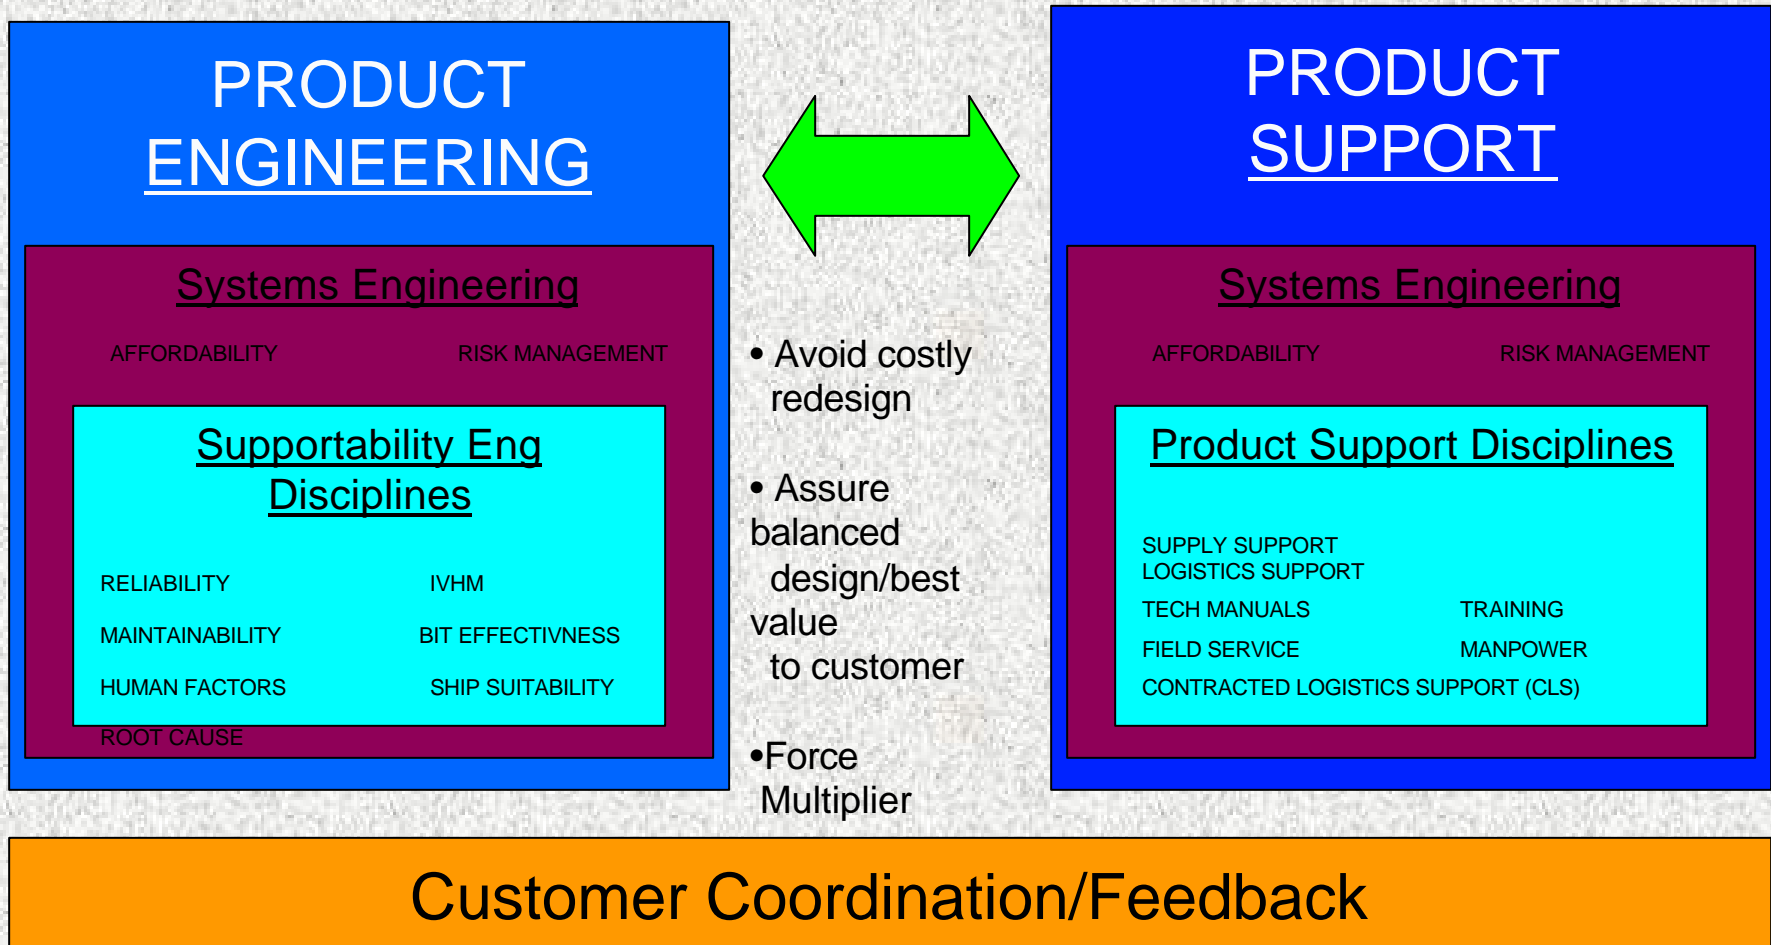 PRODUCT
ENGINEERING
Systems Engineering
AFFORDABILITY RISK MANAGEMENT
Supportability Eng
Disciplines
RELIABILITY IVHM
MAINTAINABILITY BIT EFFECTIVNESS
HUMAN FACTORS SHIP SUITABILITY
ROOT CAUSE
• Avoid costly
redesign
• Assure
balanced
design/best
value
to customer
•Force
Multiplier
PRODUCT
SUPPORT
Systems Engineering
AFFORDABILITY RISK MANAGEMENT
Product Support Disciplines
SUPPLY SUPPORT
LOGISTICS SUPPORT
TECH MANUALS TRAINING
FIELD SERVICE MANPOWER
CONTRACTED LOGISTICS SUPPORT (CLS)
Customer Coordination/Feedback